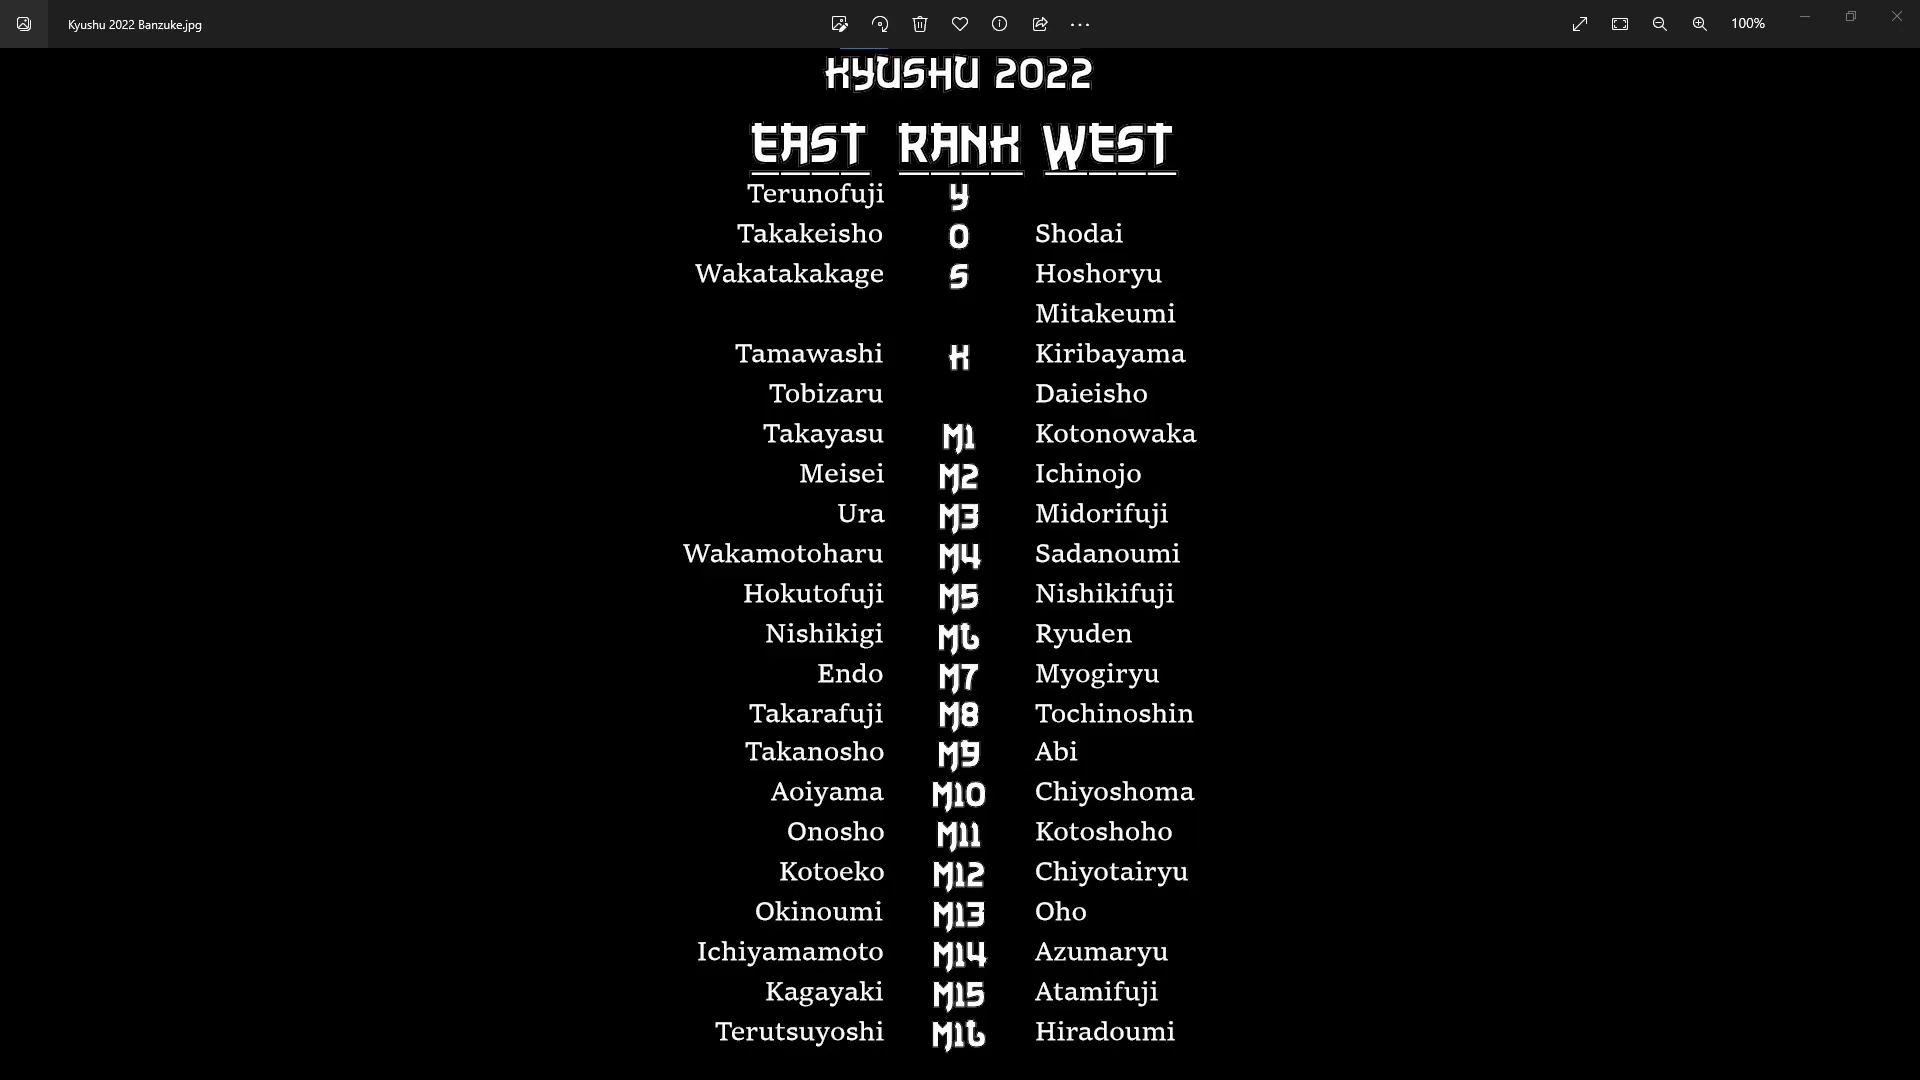 Kyushu 2022 Banzuke.jpg
100%
KYUSHU 2022
EAST RANK WEST
Terunofuji Y
Takakeisho O Shodai
Wakatakakage S Hoshoryu
Mitakeumi
Tamawashi K Kiribayama
Tobizaru Daieisho
Takayasu M1 Kotonowaka
Meisei M2 Ichinojo
Ura M3 Midorifuji
Wakamotoharu M4 Sadanoumi
Hokutofuji M5 Nishikifuji
Nishikigi M6 Ryuden
Endo M7 Myogiryu
Takarafuji M8 Tochinoshin
Takanosho M9 Abi
Aoiyama M10 Chiyoshoma
Onosho M11 Kotoshoho
Kotoeko M12 Chiyotairyu
Okinoumi M13 Oho
Ichiyamamoto M14 Azumaryu
Kagayaki M15 Atamifuji
Terutsuyoshi M16 Hiradoumi